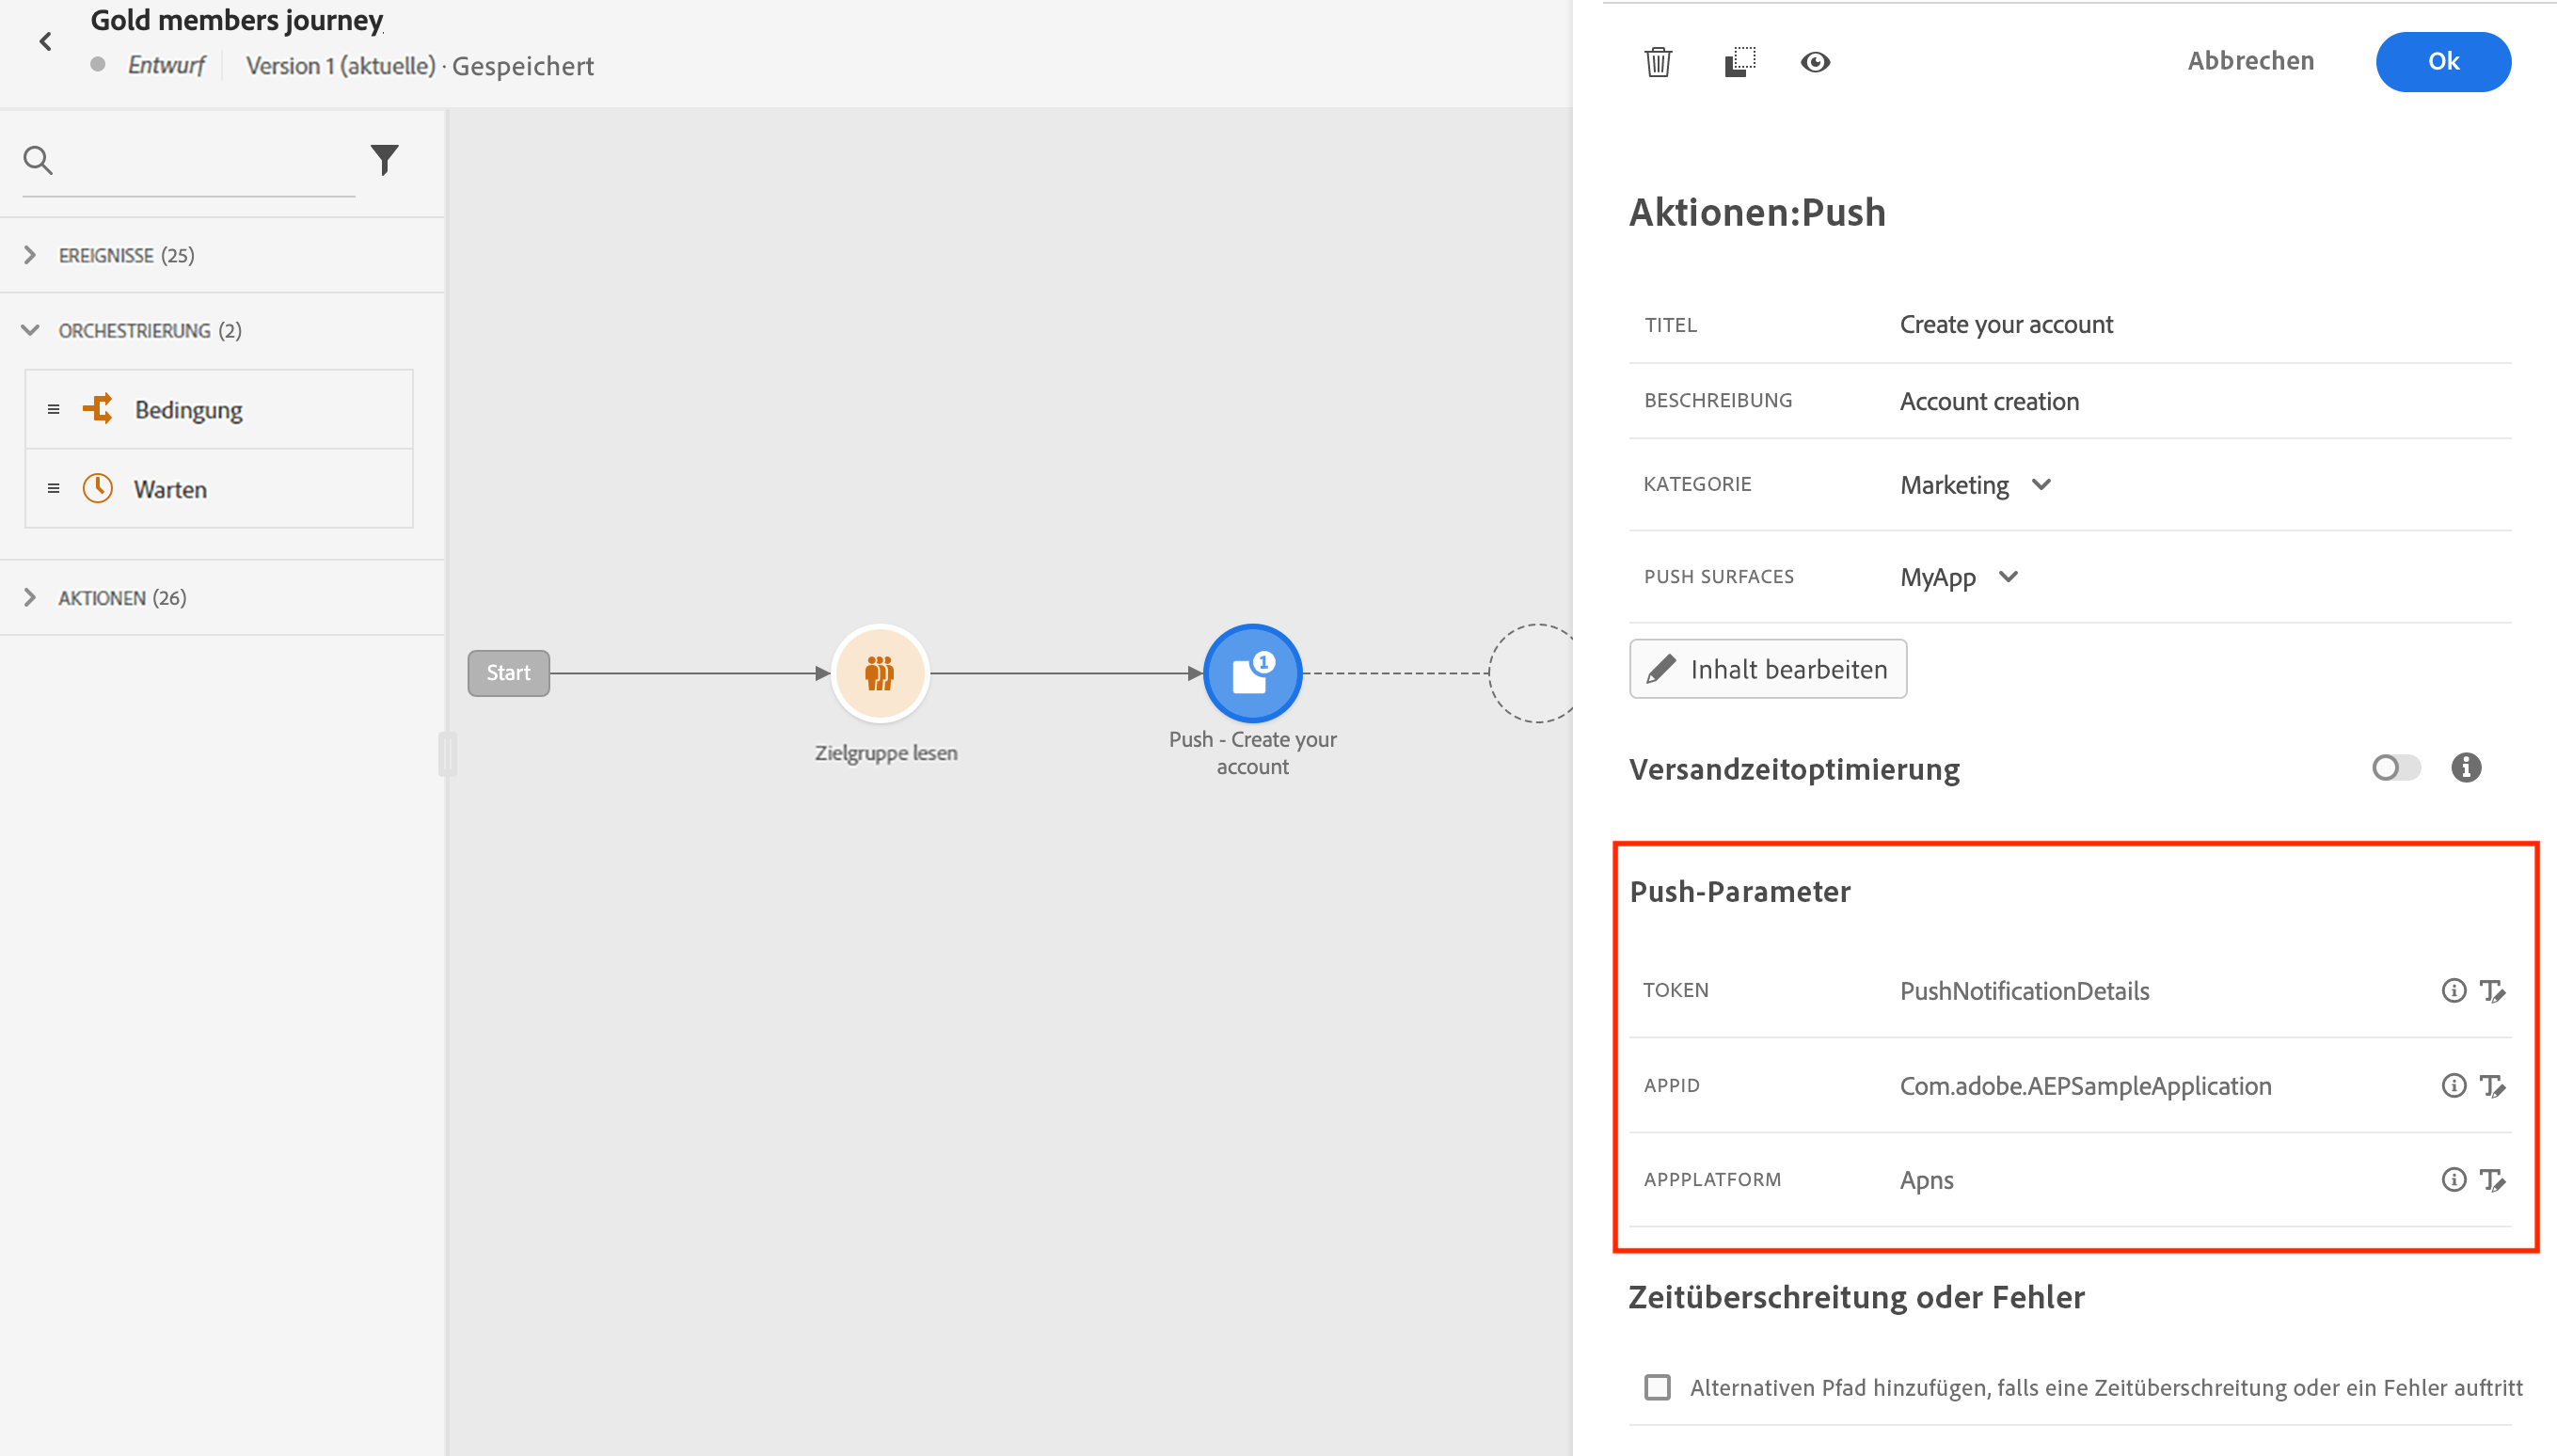 Gold members journey
Entwurf
Version 1 (aktuelle) · Gespeichert
EREIGNISSE (25)
ORCHESTRIERUNG (2)
Bedingung
Warten
AKTIONEN (26)
Start
Zielgruppe lesen
1
Push - Create your
account
Abbrechen
Ok
Aktionen:Push
TITEL Create your account
BESCHREIBUNG Account creation
KATEGORIE Marketing
PUSH SURFACES MyApp
Inhalt bearbeiten
Versandzeitoptimierung
Push-Parameter
TOKEN PushNotificationDetails
APPID Com.adobe.AEPSampleApplication
APPPLATFORM Apns
Zeitüberschreitung oder Fehler
Alternativen Pfad hinzufügen, falls eine Zeitüberschreitung oder ein Fehler auftritt